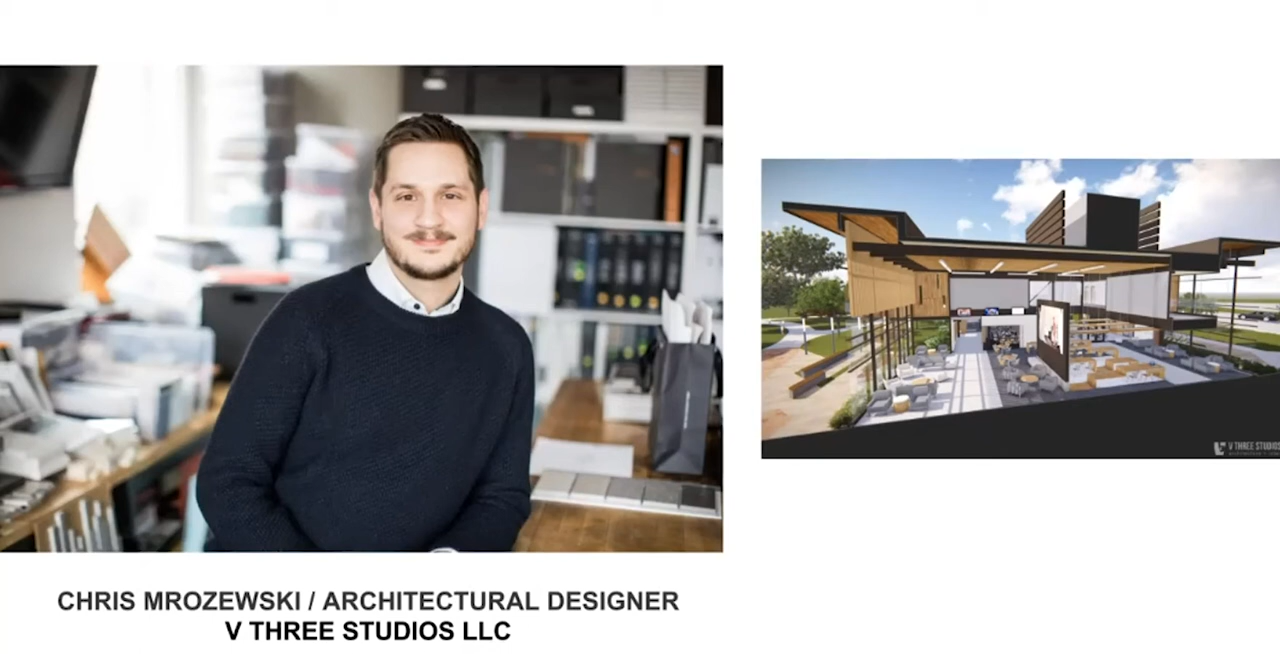 V THREE STUDIOS
CHRIS MROZEWSKI / ARCHITECTURAL DESIGNER
V THREE STUDIOS LLC